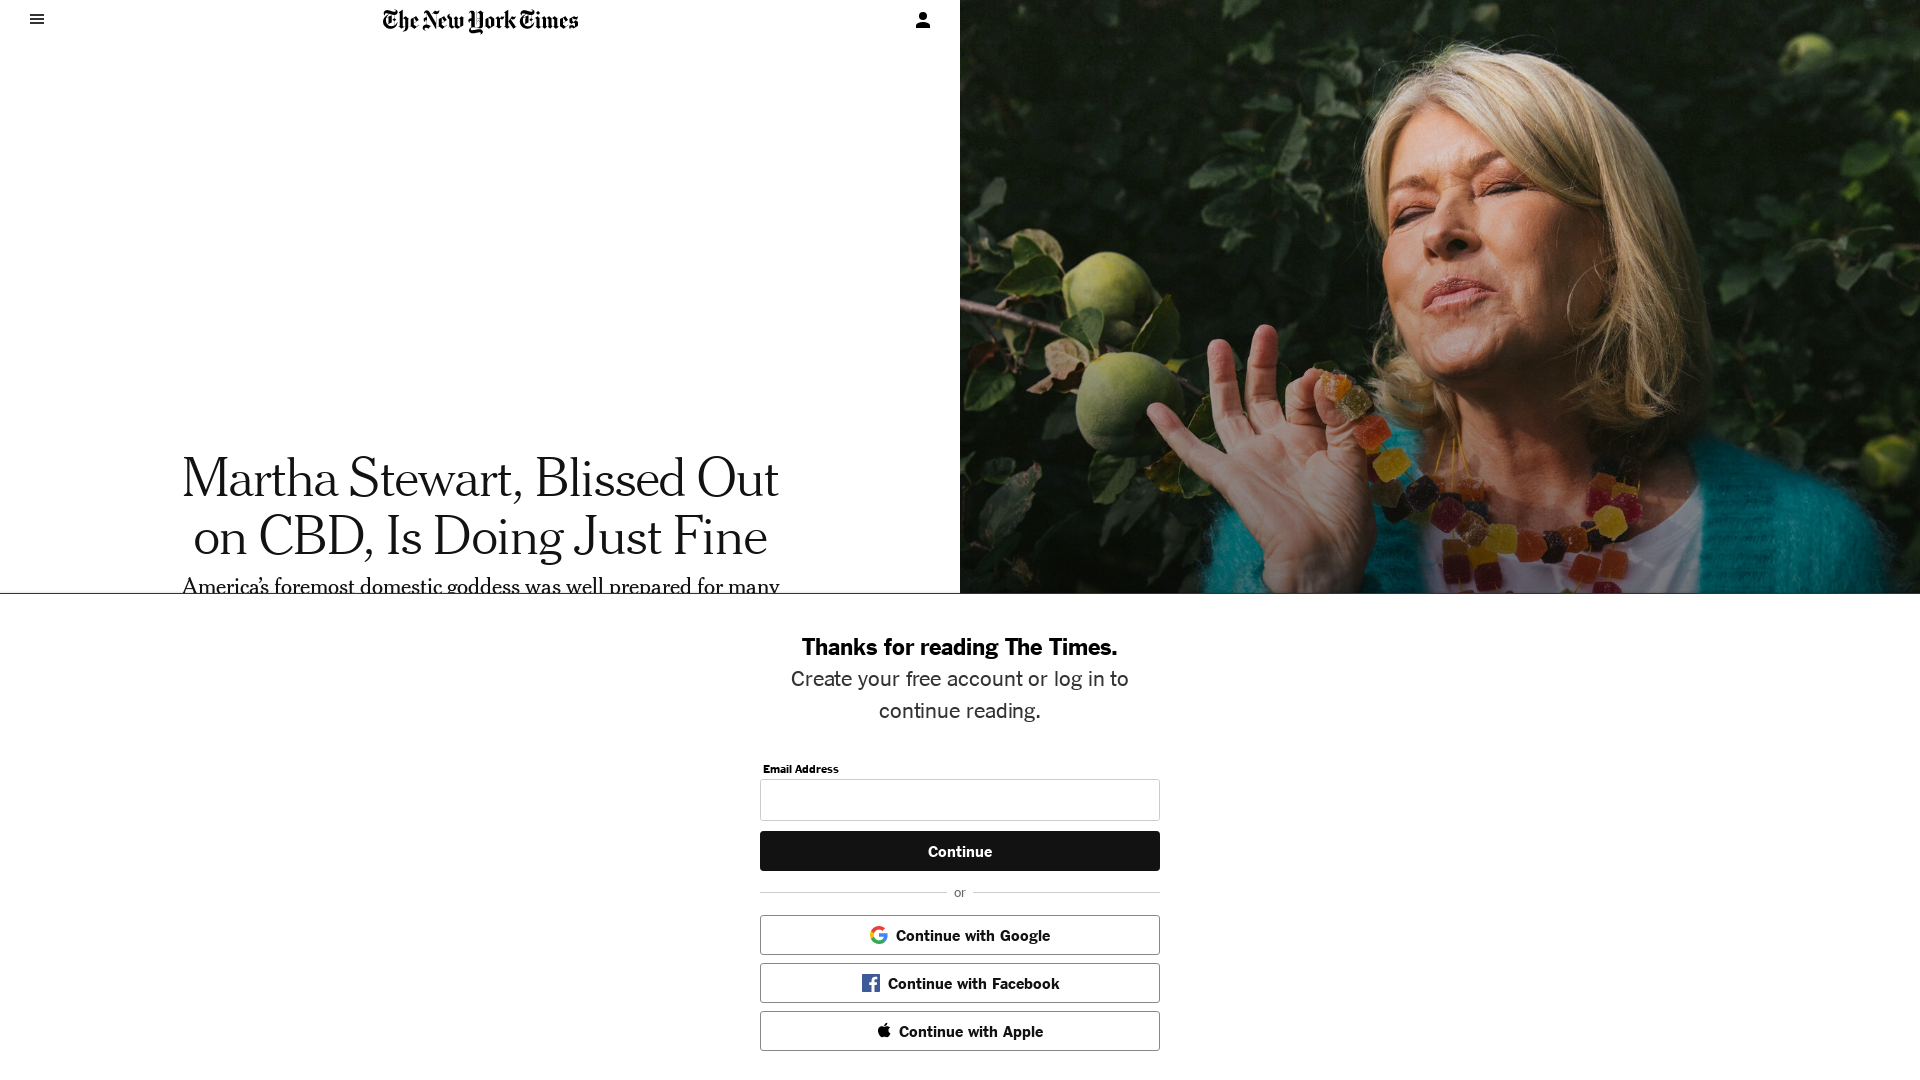 The New York Times
Martha Stewart, Blissed Out
on CBD, Is Doing Just Fine
America’s foremost domestic goddess was well prepared for many
Thanks for reading The Times.
Create your free account or log in to
continue reading.
Email Address
Continue
or
Continue with Google
Continue with Facebook
Continue with Apple